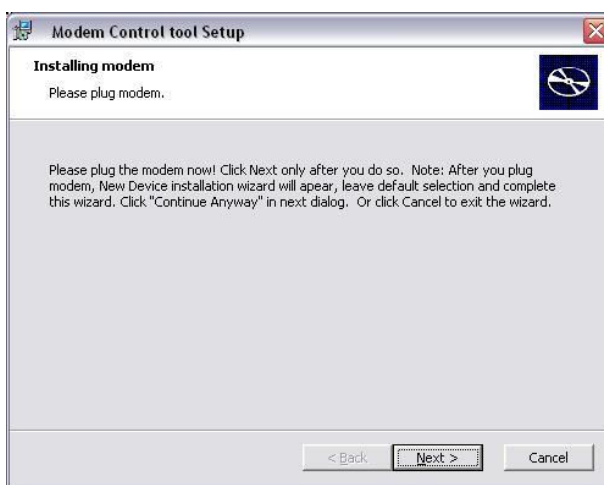 Modem Control tool Setup
Installing modem
Please plug modem.
Please plug the modem now! Click Next only after you do so. Note: After you plug
modem, New Device installation wizard will apear, leave default selection and complete
this wizard. Click "Continue Anyway" in next dialog. Or click Cancel to exit the wizard.
< Back Next > Cancel